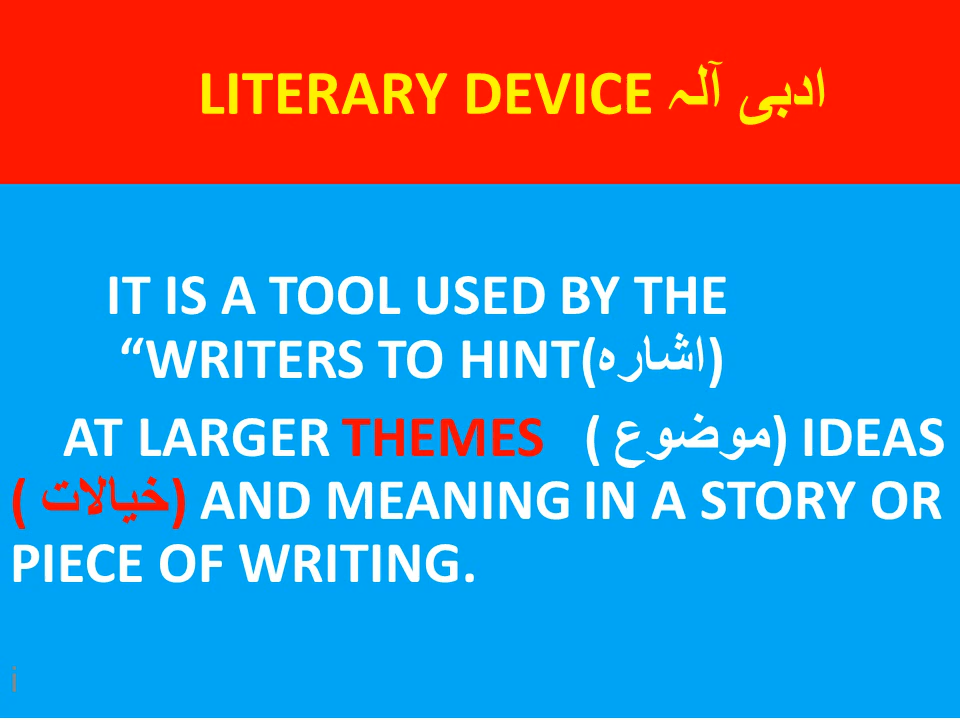 LITERARY DEVICE ادبی آلہ
IT IS A TOOL USED BY THE
“WRITERS TO HINT(اشارہ)
AT LARGER THEMES (موضوع) IDEAS
(خیالات) AND MEANING IN A STORY OR
PIECE OF WRITING.
i